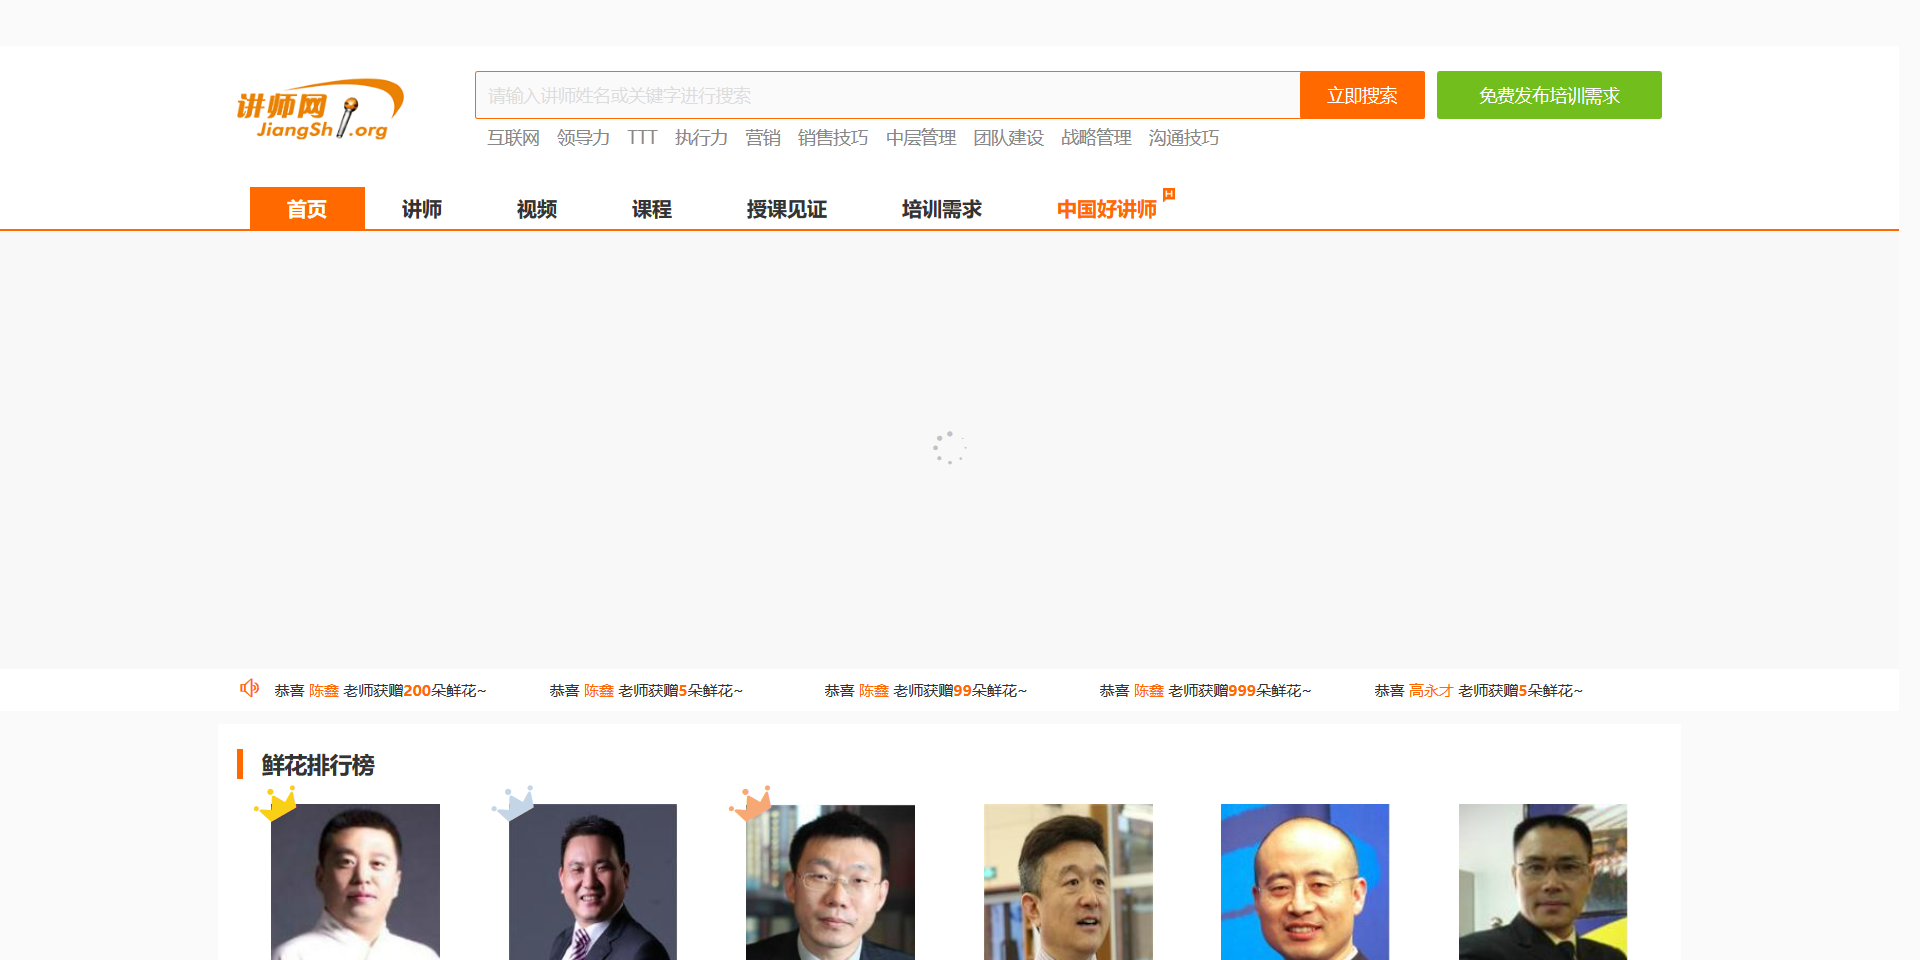 讲师网
JiangShi.org
请输入讲师姓名或关键字进行搜索
立即搜索
免费发布培训需求
互联网 领导力 TTT 执行力 营销 销售技巧 中层管理 团队建设 战略管理 沟通技巧
首页 讲师 视频 课程 授课见证 培训需求 中国好讲师 H
恭喜 陈鑫 老师获赠200朵鲜花~ 恭喜 陈鑫 老师获赠5朵鲜花~ 恭喜 陈鑫 老师获赠99朵鲜花~ 恭喜 陈鑫 老师获赠999朵鲜花~ 恭喜 高永才 老师获赠5朵鲜花~
鲜花排行榜